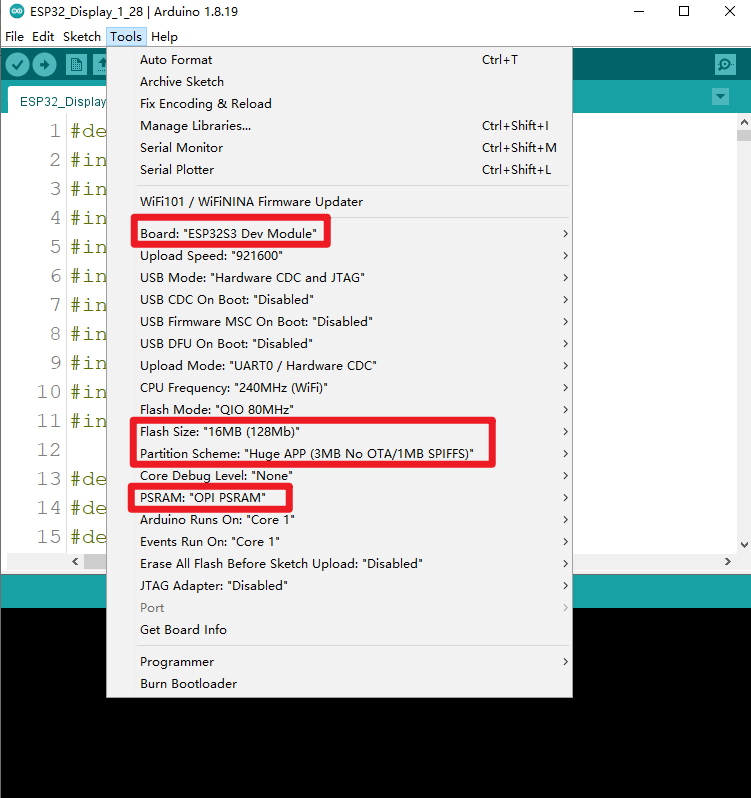 ESP32_Display_1_28 | Arduino 1.8.19
File Edit Sketch Tools Help
ESP32_Display
Auto Format Ctrl+T
Archive Sketch
Fix Encoding & Reload
Manage Libraries... Ctrl+Shift+I
Serial Monitor Ctrl+Shift+M
Serial Plotter Ctrl+Shift+L
WiFi101 / WiFiNINA Firmware Updater
Board: "ESP32S3 Dev Module"
Upload Speed: "921600"
USB Mode: "Hardware CDC and JTAG"
USB CDC On Boot: "Disabled"
USB Firmware MSC On Boot: "Disabled"
USB DFU On Boot: "Disabled"
Upload Mode: "UART0 / Hardware CDC"
CPU Frequency: "240MHz (WiFi)"
Flash Mode: "QIO 80MHz"
Flash Size: "16MB (128Mb)"
Partition Scheme: "Huge APP (3MB No OTA/1MB SPIFFS)"
Core Debug Level: "None"
PSRAM: "OPI PSRAM"
Arduino Runs On: "Core 1"
Events Run On: "Core 1"
Erase All Flash Before Sketch Upload: "Disabled"
JTAG Adapter: "Disabled"
Port
Get Board Info
Programmer
Burn Bootloader
1 #de
2 #in
3 #in
4 #in
5 #in
6 #in
7 #in
8 #in
9 #in
10 #in
11 #in
12
13 #de
14 #de
15 #de